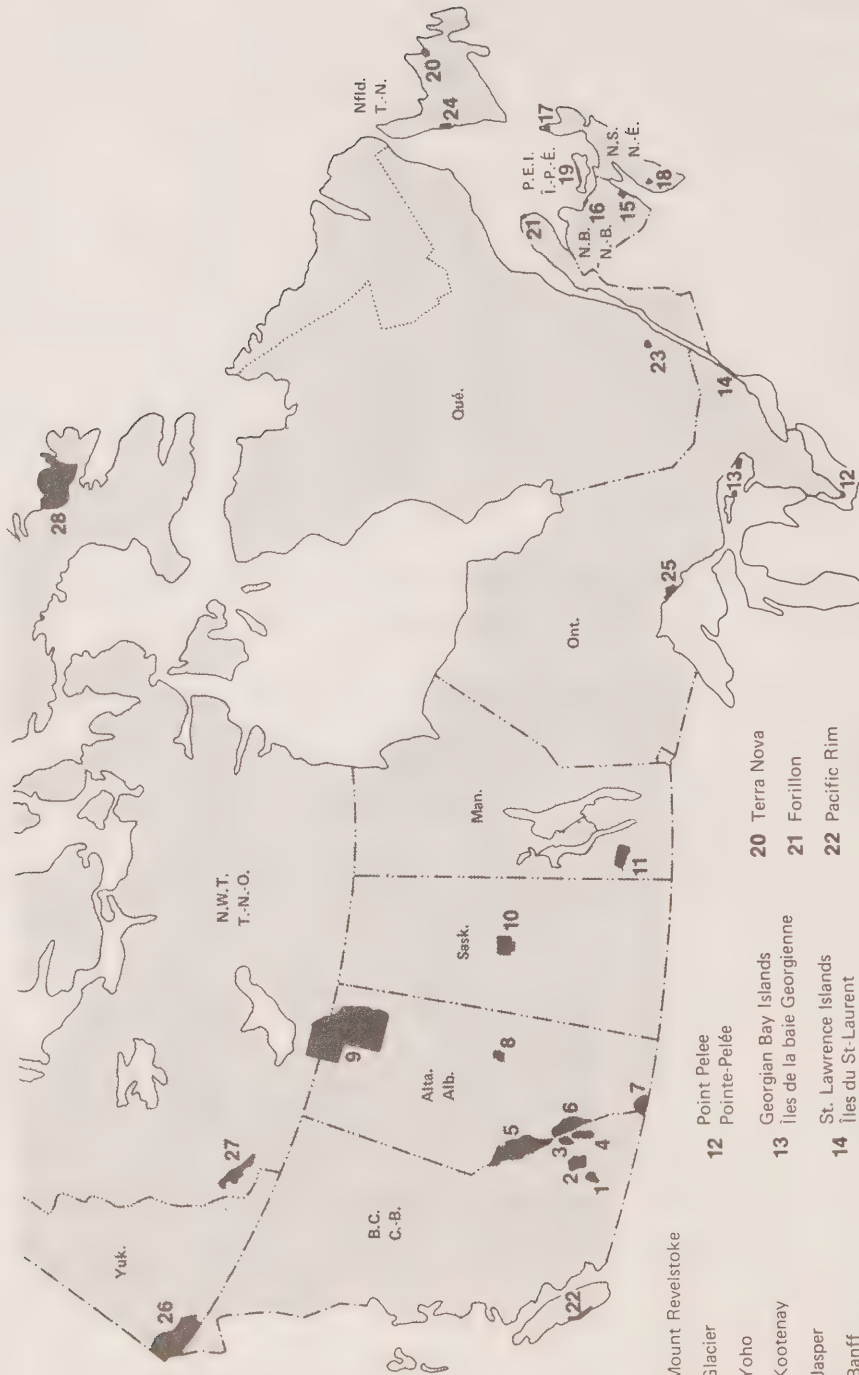 28
Nfld.
T.-N.
20
24
P.E.I.
Î.-P.-É.
19
17
N.S.
N.-É.
18
21
N.B.
N.-B.
16
15
Qué.
23
14
13
12
25
Ont.
N.W.T.
T.-N.-O.
Man.
11
Sask.
10
9
Alta.
Alb.
8
27
Yuk.
26
B.C.
C.-B.
5
6
3
4
2
1
7
22
Mount Revelstoke
Glacier
Yoho
Kootenay
Jasper
Banff
12 Point Pelee
Pointe-Pelée
13 Georgian Bay Islands
Îles de la baie Georgienne
14 St. Lawrence Islands
Îles du St-Laurent
20 Terra Nova
21 Forillon
22 Pacific Rim